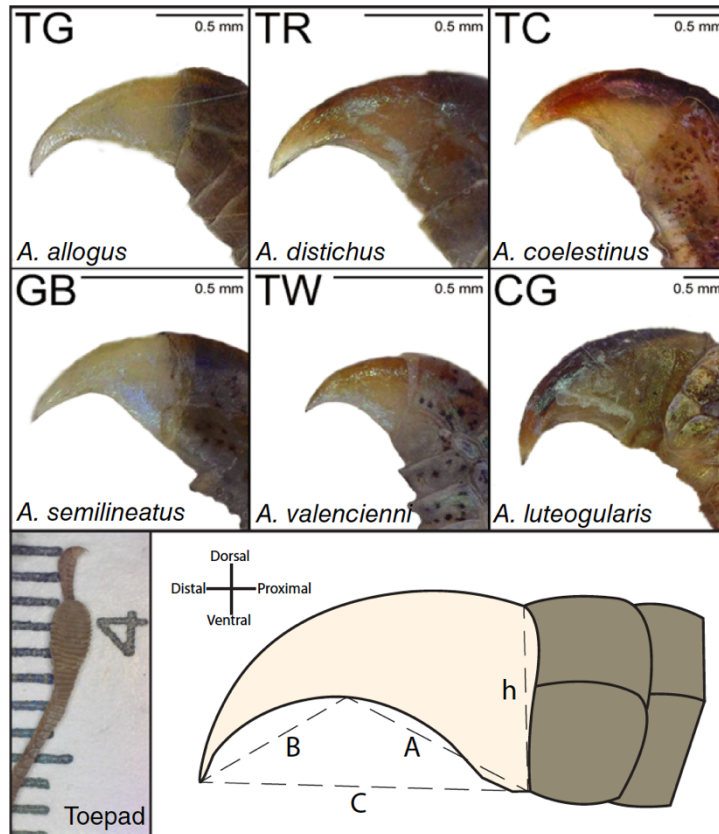 TG
0.5 mm
A. allogus
TR
0.5 mm
A. distichus
TC
0.5 mm
A. coelestinus
GB
0.5 mm
A. semilineatus
TW
0.5 mm
A. valencienni
CG
0.5 mm
A. luteogularis
4
Toepad
Dorsal
Distal
Proximal
Ventral
h
B
A
C